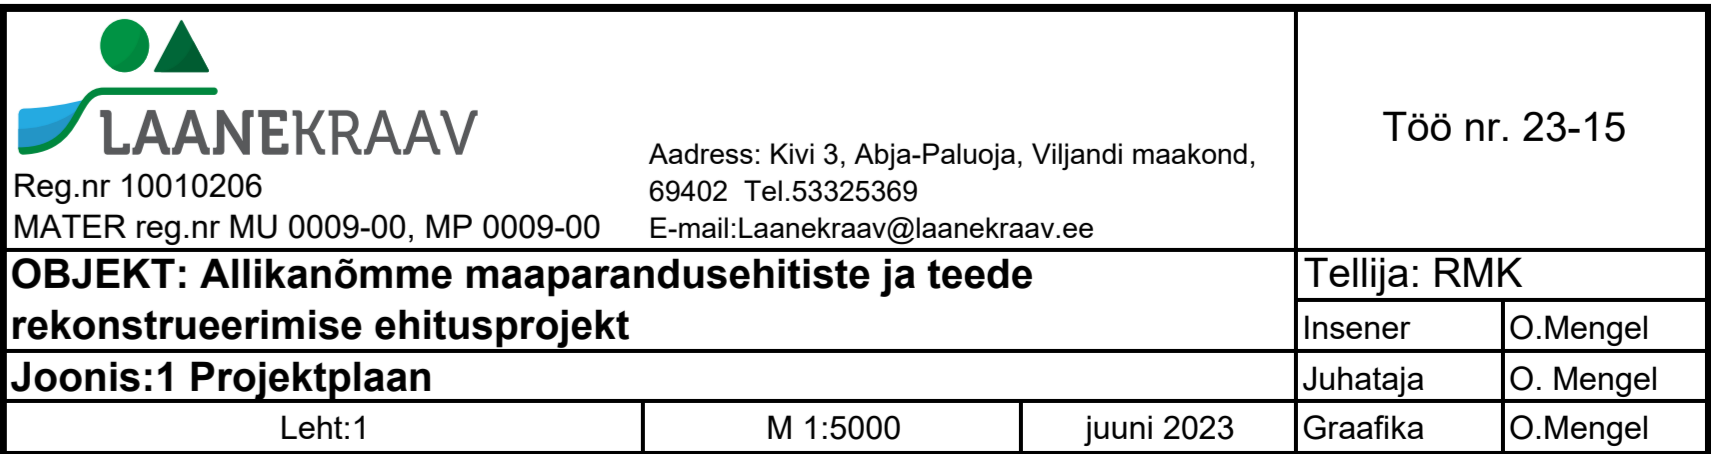 LAANEKRAAV
Reg.nr 10010206
MATER reg.nr MU 0009-00, MP 0009-00
Aadress: Kivi 3, Abja-Paluoja, Viljandi maakond,
69402  Tel.53325369
E-mail:Laanekraav@laanekraav.ee
Töö nr. 23-15
OBJEKT: Allikanõmme maaparandusehitiste ja teede
rekonstrueerimise ehitusprojekt
Tellija: RMK
Insener O.Mengel
Joonis:1 Projektplaan
Juhataja O. Mengel
Leht:1 M 1:5000 juuni 2023
Graafika O.Mengel